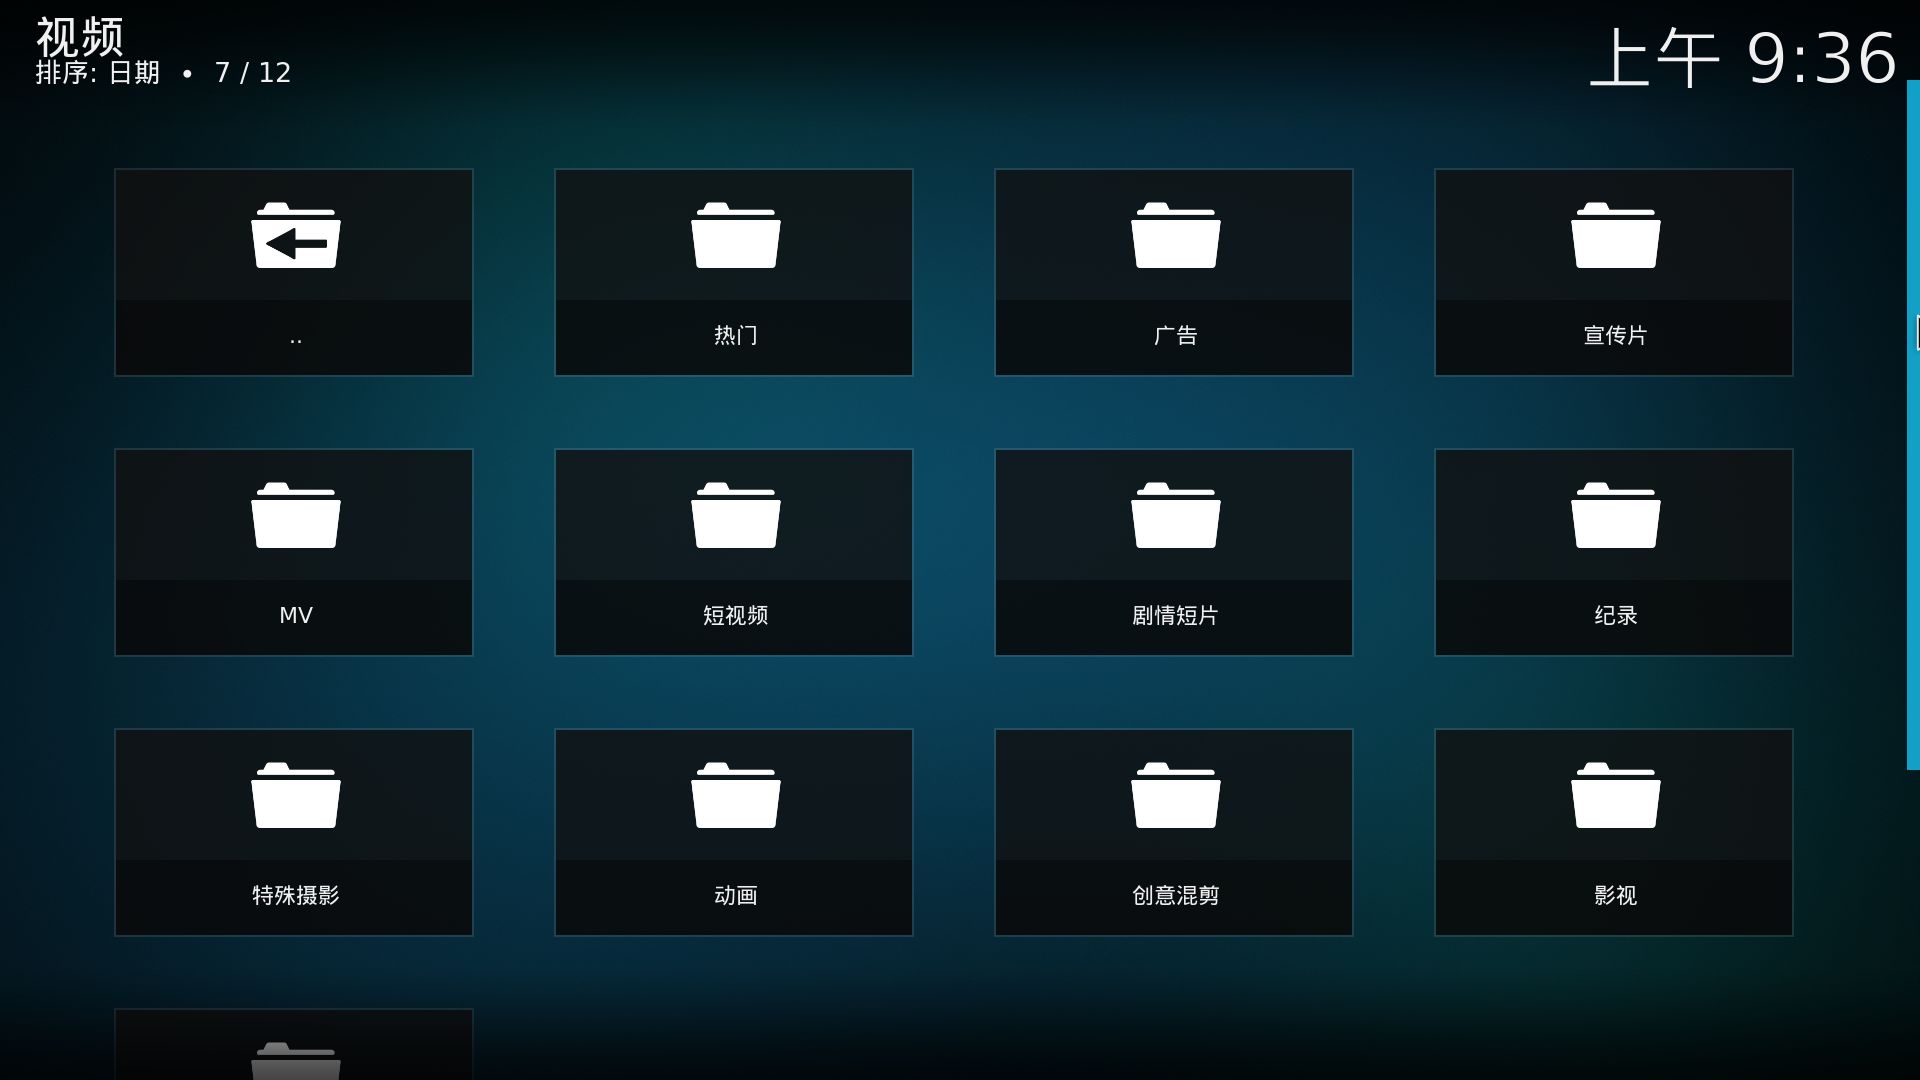 视频
排序: 日期 • 7 / 12
上午 9:36
..
热门
广告
宣传片
MV
短视频
剧情短片
纪录
特殊摄影
动画
创意混剪
影视